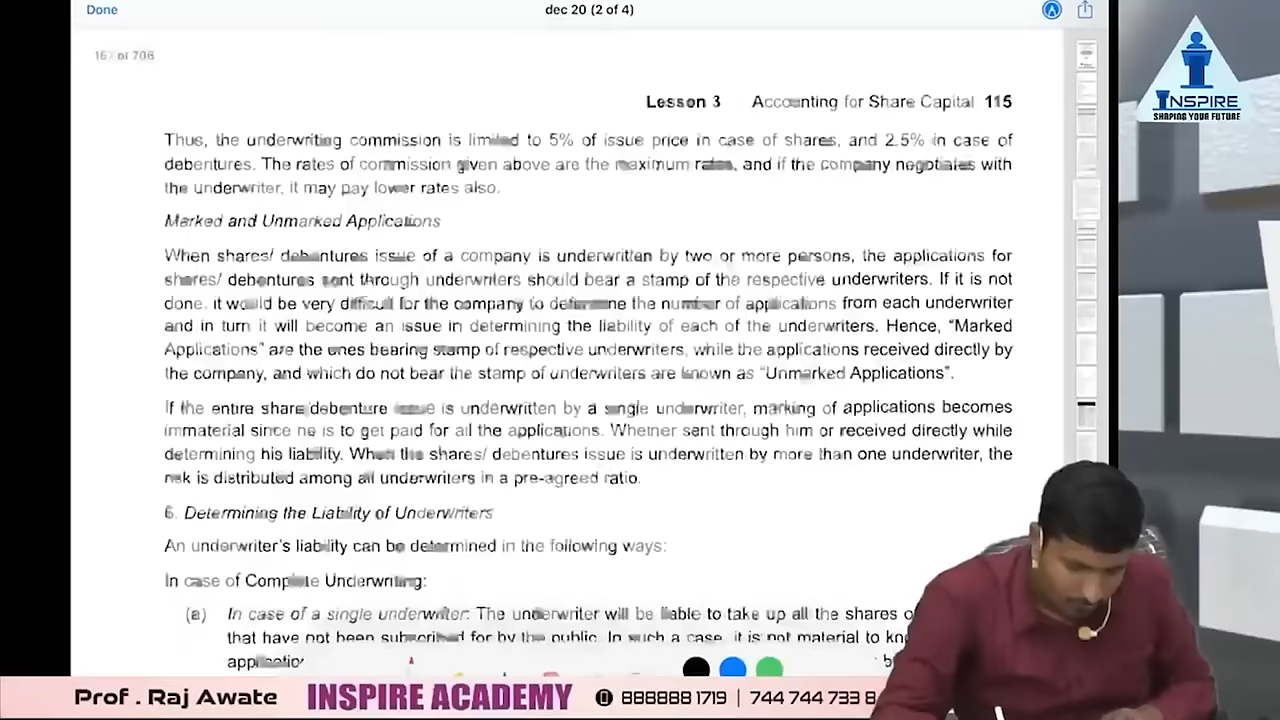 Done
dec 20 (2 of 4)
167 of 706
Lesson 3 Accounting for Share Capital 115
Thus, the underwriting commission is limited to 5% of issue price in case of shares, and 2.5% in case of
debentures. The rates of commission given above are the maximum rates, and if the company negotiates with
the underwriter, it may pay lower rates also.
Marked and Unmarked Applications
When shares/ debentures issue of a company is underwritten by two or more persons, the applications for
shares/ debentures sent through underwriters should bear a stamp of the respective underwriters. If it is not
done, it would be very difficult for the company to determine the number of applications from each underwriter
and in turn it will become an issue in determining the liability of each of the underwriters. Hence, “Marked
Applications” are the ones bearing stamp of respective underwriters, while the applications received directly by
the company, and which do not bear the stamp of underwriters are known as “Unmarked Applications”.
If the entire share/debenture issue is underwritten by a single underwriter, marking of applications becomes
immaterial since he is to get paid for all the applications. Whether sent through him or received directly while
determining his liability. When the shares/ debentures issue is underwritten by more than one underwriter, the
risk is distributed among all underwriters in a pre-agreed ratio.
6. Determining the Liability of Underwriters
An underwriter’s liability can be determined in the following ways:
In case of Complete Underwriting:
(a) In case of a single underwriter: The underwriter will be liable to take up all the shares
that have not been subscribed for by the public. In such a case, it is not material to
INSPIRE
SHAPING YOUR FUTURE
Prof . Raj Awate INSPIRE ACADEMY 888888 1719 | 744 744 733 8